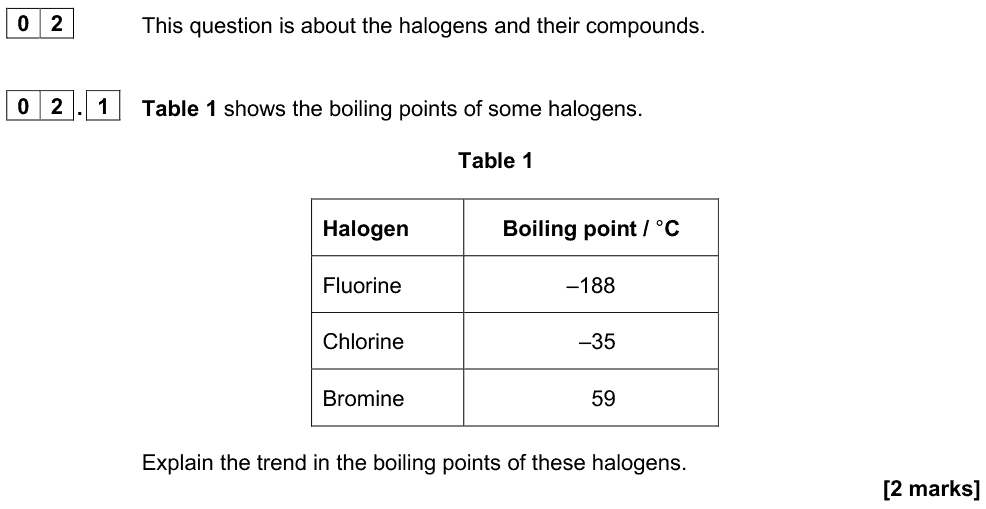 0 2 This question is about the halogens and their compounds.
0 2 . 1 Table 1 shows the boiling points of some halogens.
Table 1
Halogen Boiling point / °C
Fluorine –188
Chlorine –35
Bromine 59
Explain the trend in the boiling points of these halogens.
[2 marks]